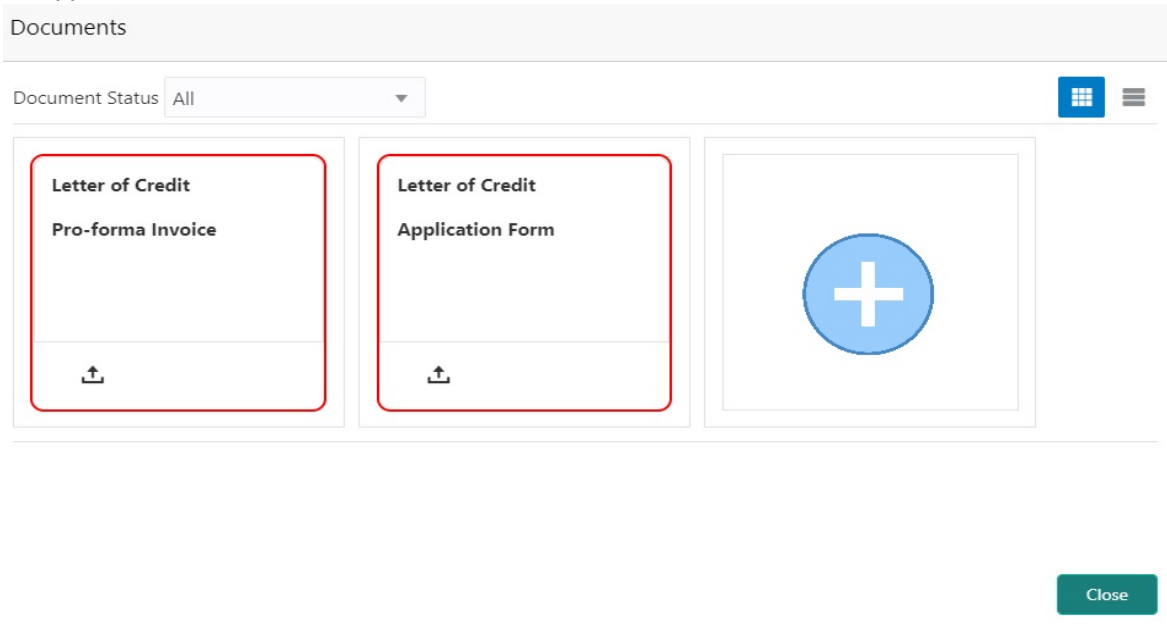 Documents
Document Status All
Letter of Credit
Pro-forma Invoice
Letter of Credit
Application Form
Close